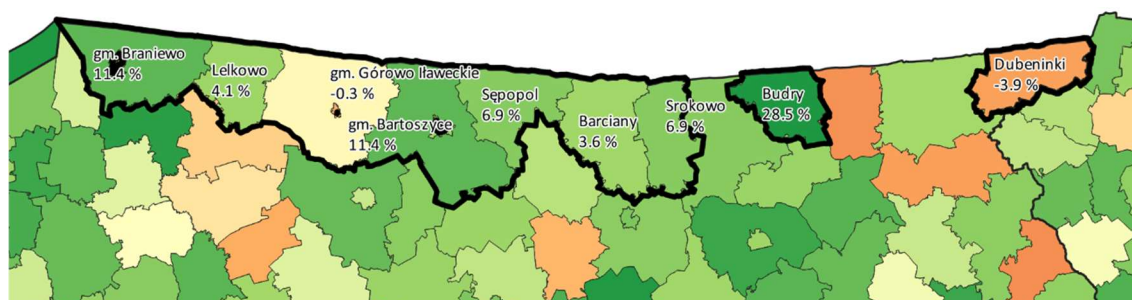 gm. Braniewo
11.4 %
Lelkowo
4.1 %
gm. Górowo Iławeckie
-0.3 %
gm. Bartoszyce
11.4 %
Sępopol
6.9 %
Barciany
3.6 %
Srokowo
6.9 %
Budry
28.5 %
Dubeninki
-3.9 %